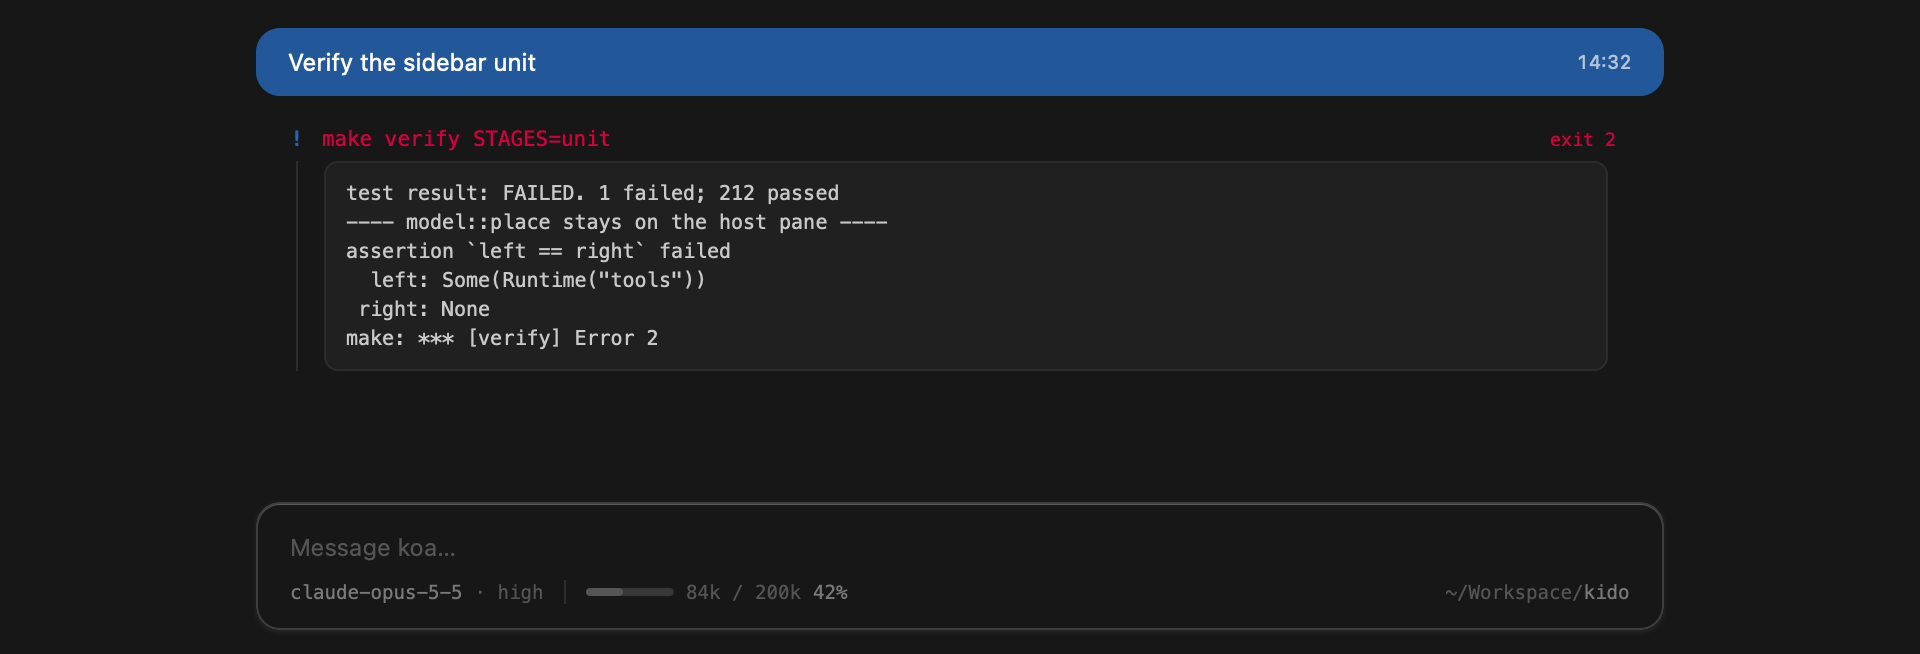 Verify the sidebar unit 14:32
! make verify STAGES=unit exit 2
test result: FAILED. 1 failed; 212 passed
---- model::place stays on the host pane ----
assertion `left == right` failed
  left: Some(Runtime("tools"))
 right: None
make: *** [verify] Error 2
Message koa...
claude-opus-5-5 · high 84k / 200k 42% ~/Workspace/kido